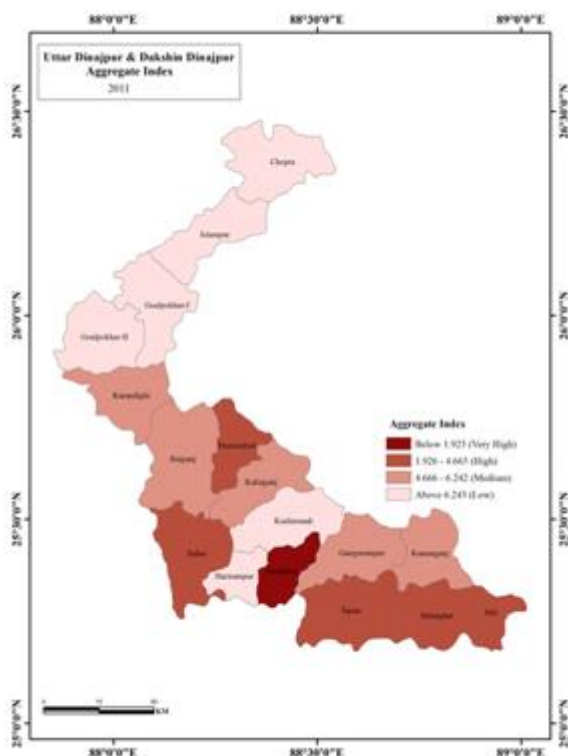 88°0'0"E
88°30'0"E
89°0'0"E
Uttar Dinajpur & Dakshin Dinajpur
Aggregate Index
2011
26°30'0"N
26°30'0"N
Chopra
Islampur
Goalpokhar-I
26°0'0"N
26°0'0"N
Goalpokhar-II
Karandighi
Aggregate Index
Below 1.925 (Very High)
1.926 - 4.665 (High)
4.666 - 6.242 (Medium)
Above 6.243 (Low)
Raiganj
Kaliaganj
25°30'0"N
25°30'0"N
Kushmandi
Itahar
Gangarampur
Kumarganj
Harirampur
Tapan
Balurghat
Hili
25°0'0"N
25°0'0"N
KM
88°0'0"E
88°30'0"E
89°0'0"E